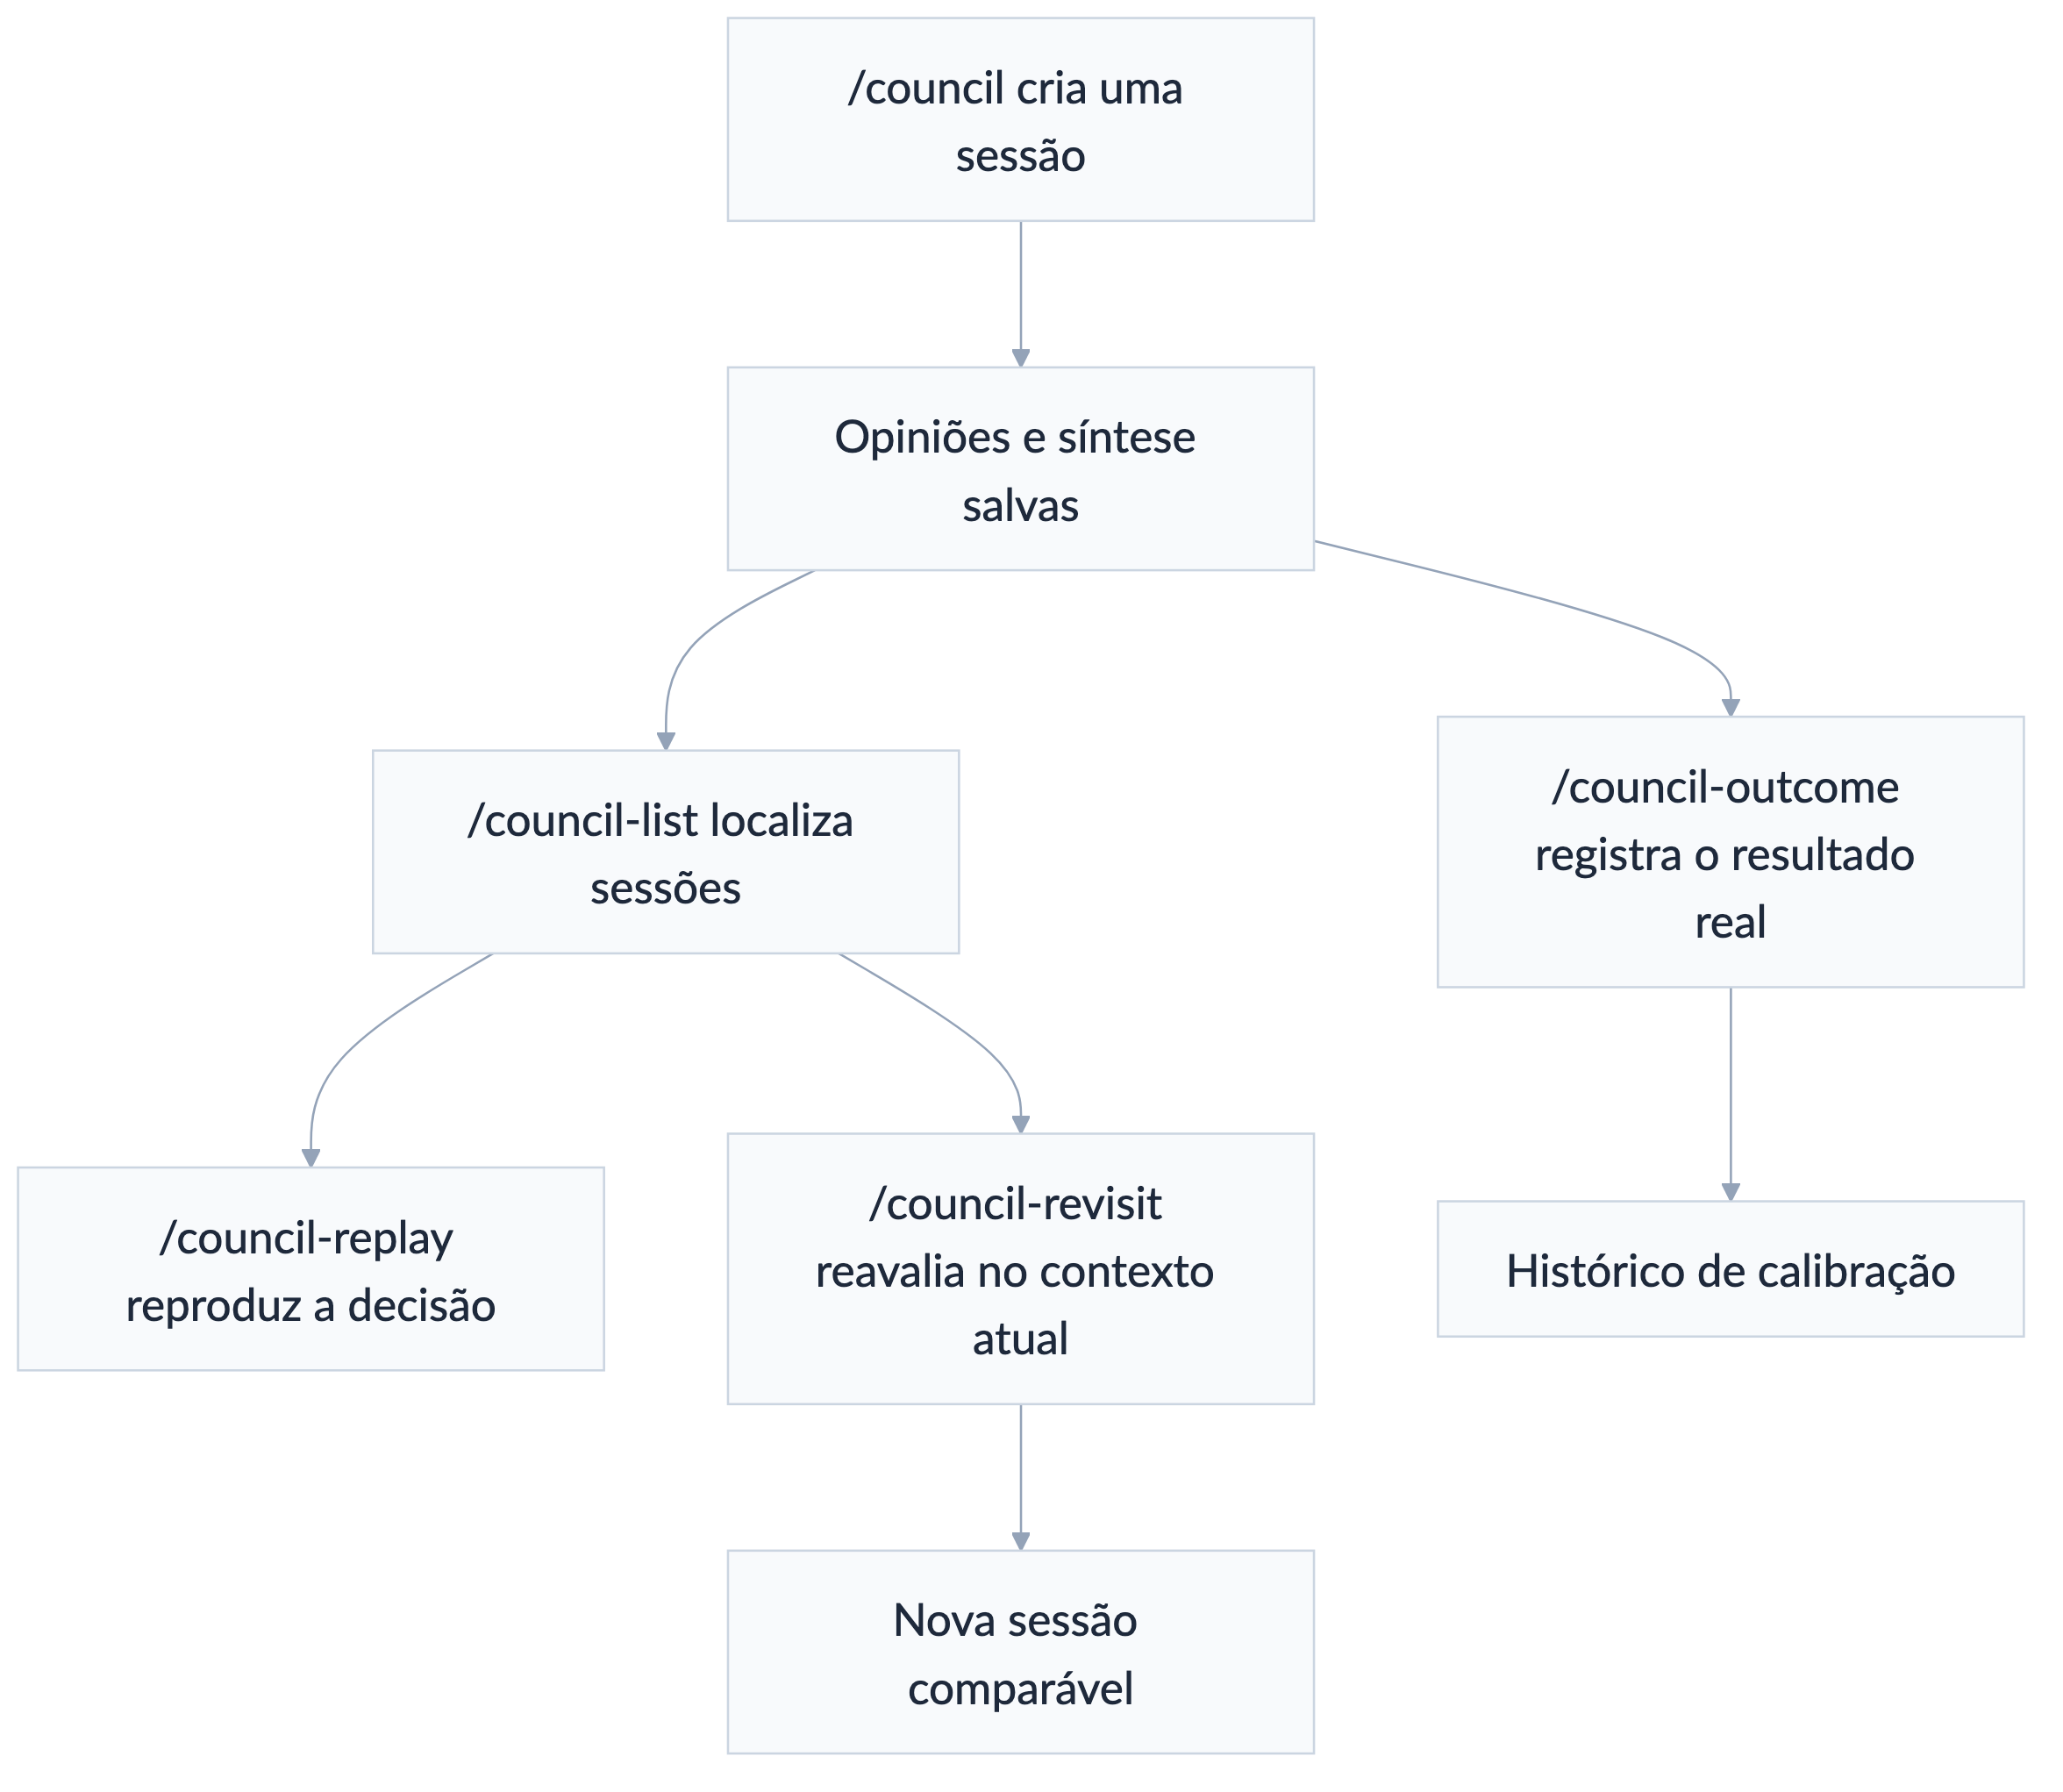 /council cria uma
sessão
Opiniões e síntese
salvas
/council-list localiza
sessões
/council-outcome
registra o resultado
real
/council-replay
reproduz a decisão
/council-revisit
reavalia no contexto
atual
Histórico de calibração
Nova sessão
comparável